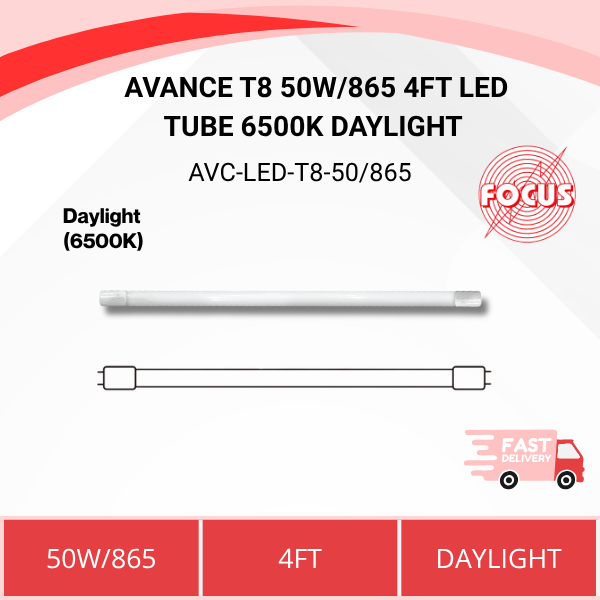 AVANCE T8 50W/865 4FT LED
TUBE 6500K DAYLIGHT
AVC-LED-T8-50/865
FOCUS
Daylight
(6500K)
FAST
DELIVERY
50W/865
4FT
DAYLIGHT